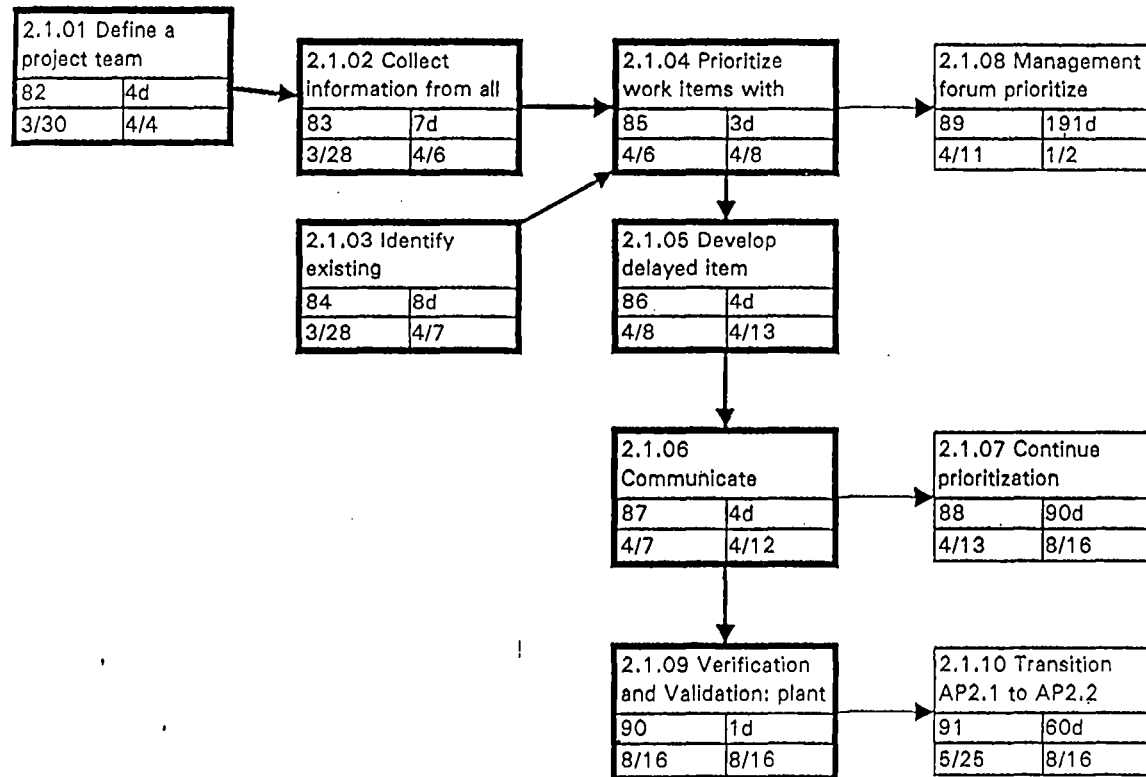 2.1.01 Define a
project team
82 4d
3/30 4/4
2.1.02 Collect
information from all
83 7d
3/28 4/6
2.1.04 Prioritize
work items with
85 3d
4/6 4/8
2.1.08 Management
forum prioritize
89 191d
4/11 1/2
2.1.03 Identify
existing
84 8d
3/28 4/7
2.1.05 Develop
delayed item
86 4d
4/8 4/13
2.1.06
Communicate
87 4d
4/7 4/12
2.1.07 Continue
prioritization
88 90d
4/13 8/16
2.1.09 Verification
and Validation: plant
90 1d
8/16 8/16
2.1.10 Transition
AP2.1 to AP2.2
91 60d
5/25 8/16